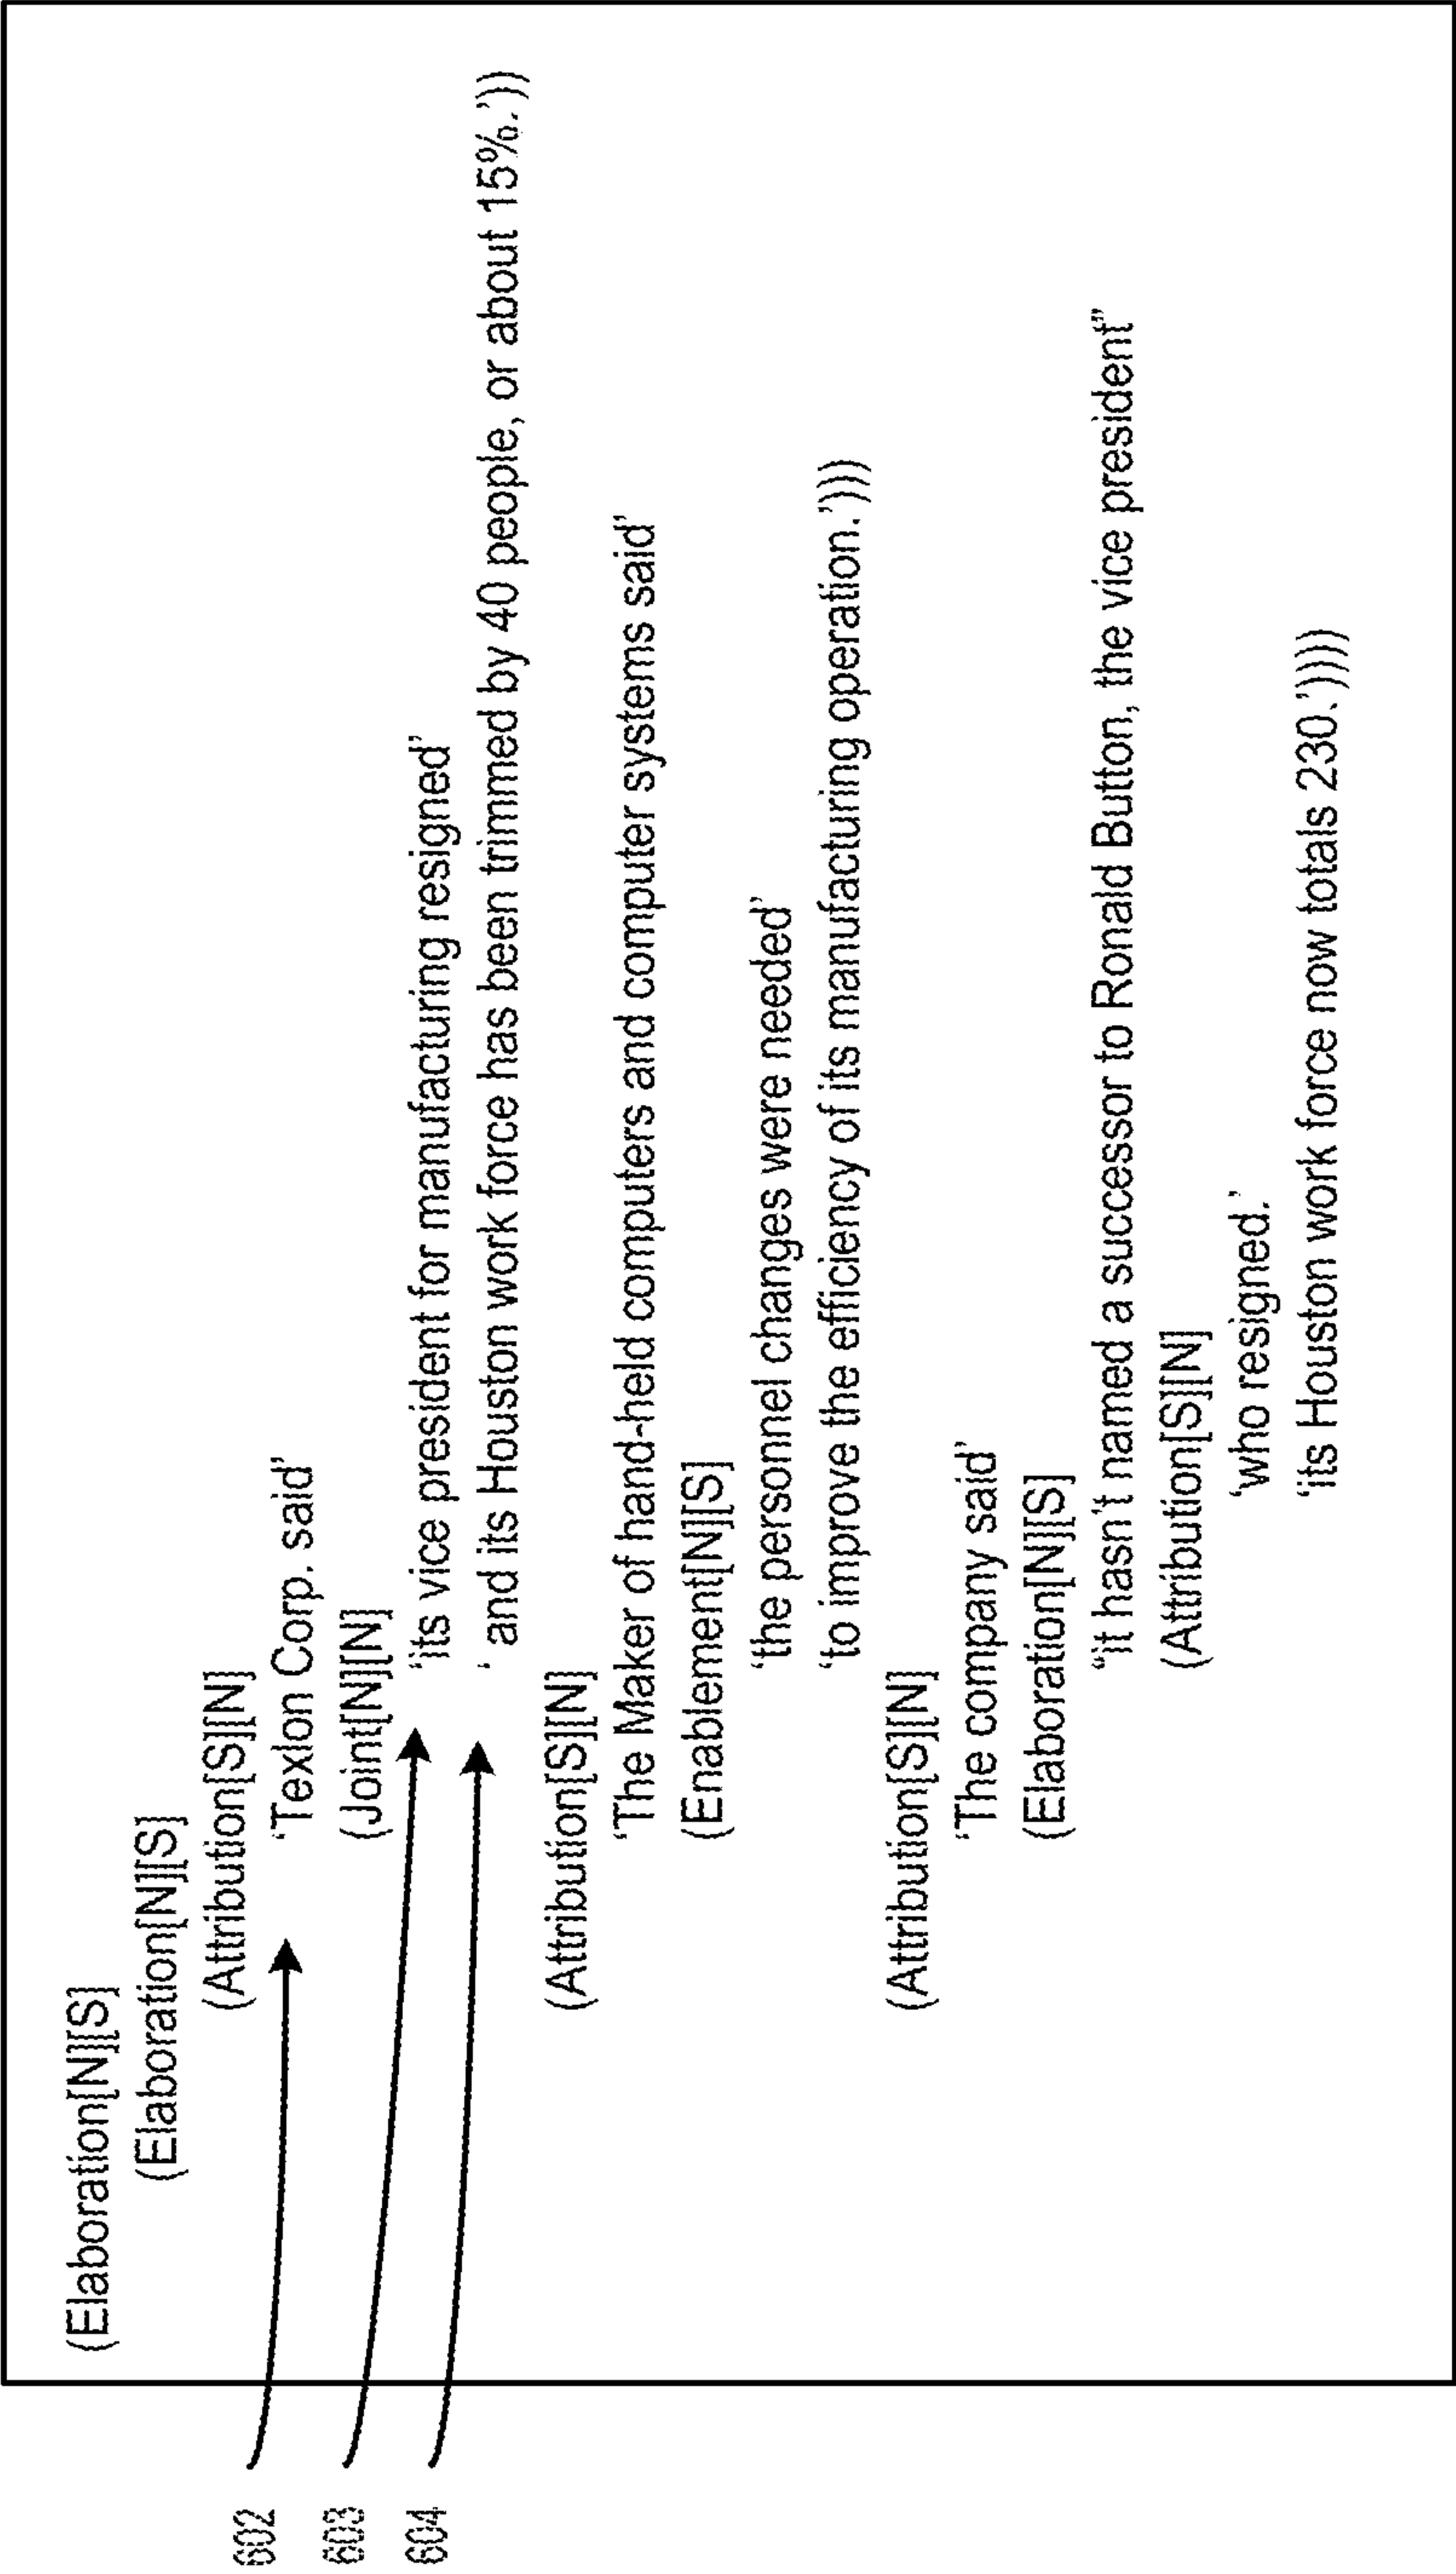 (Elaboration[N][S]
(Elaboration[N][S]
(Attribution[S][N]
602
'Texlon Corp. said'
(Joint[N][N]
603
'its vice president for manufacturing resigned'
604
' and its Houston work force has been trimmed by 40 people, or about 15%.'))
(Attribution[S][N]
'The Maker of hand-held computers and computer systems said'
(Enablement[N][S]
'the personnel changes were needed'
'to improve the efficiency of its manufacturing operation.')))
(Attribution[S][N]
'The company said'
(Elaboration[N][S]
"it hasn't named a successor to Ronald Button, the vice president"
(Attribution[S][N]
'who resigned.'
'its Houston work force now totals 230.')))))